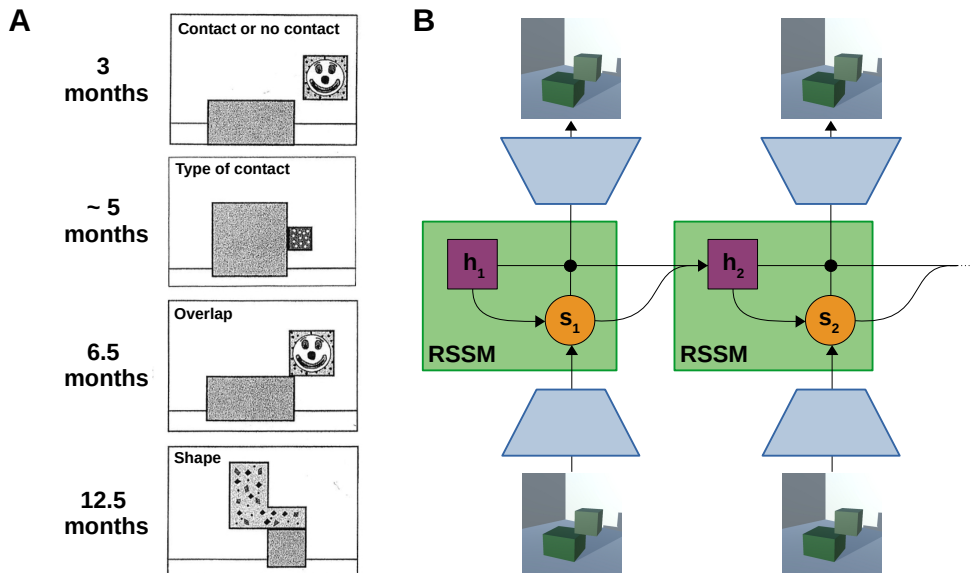 A
3
months
Contact or no contact
~ 5
months
Type of contact
6.5
months
Overlap
12.5
months
Shape
B
h1
s1
RSSM
h2
s2
RSSM